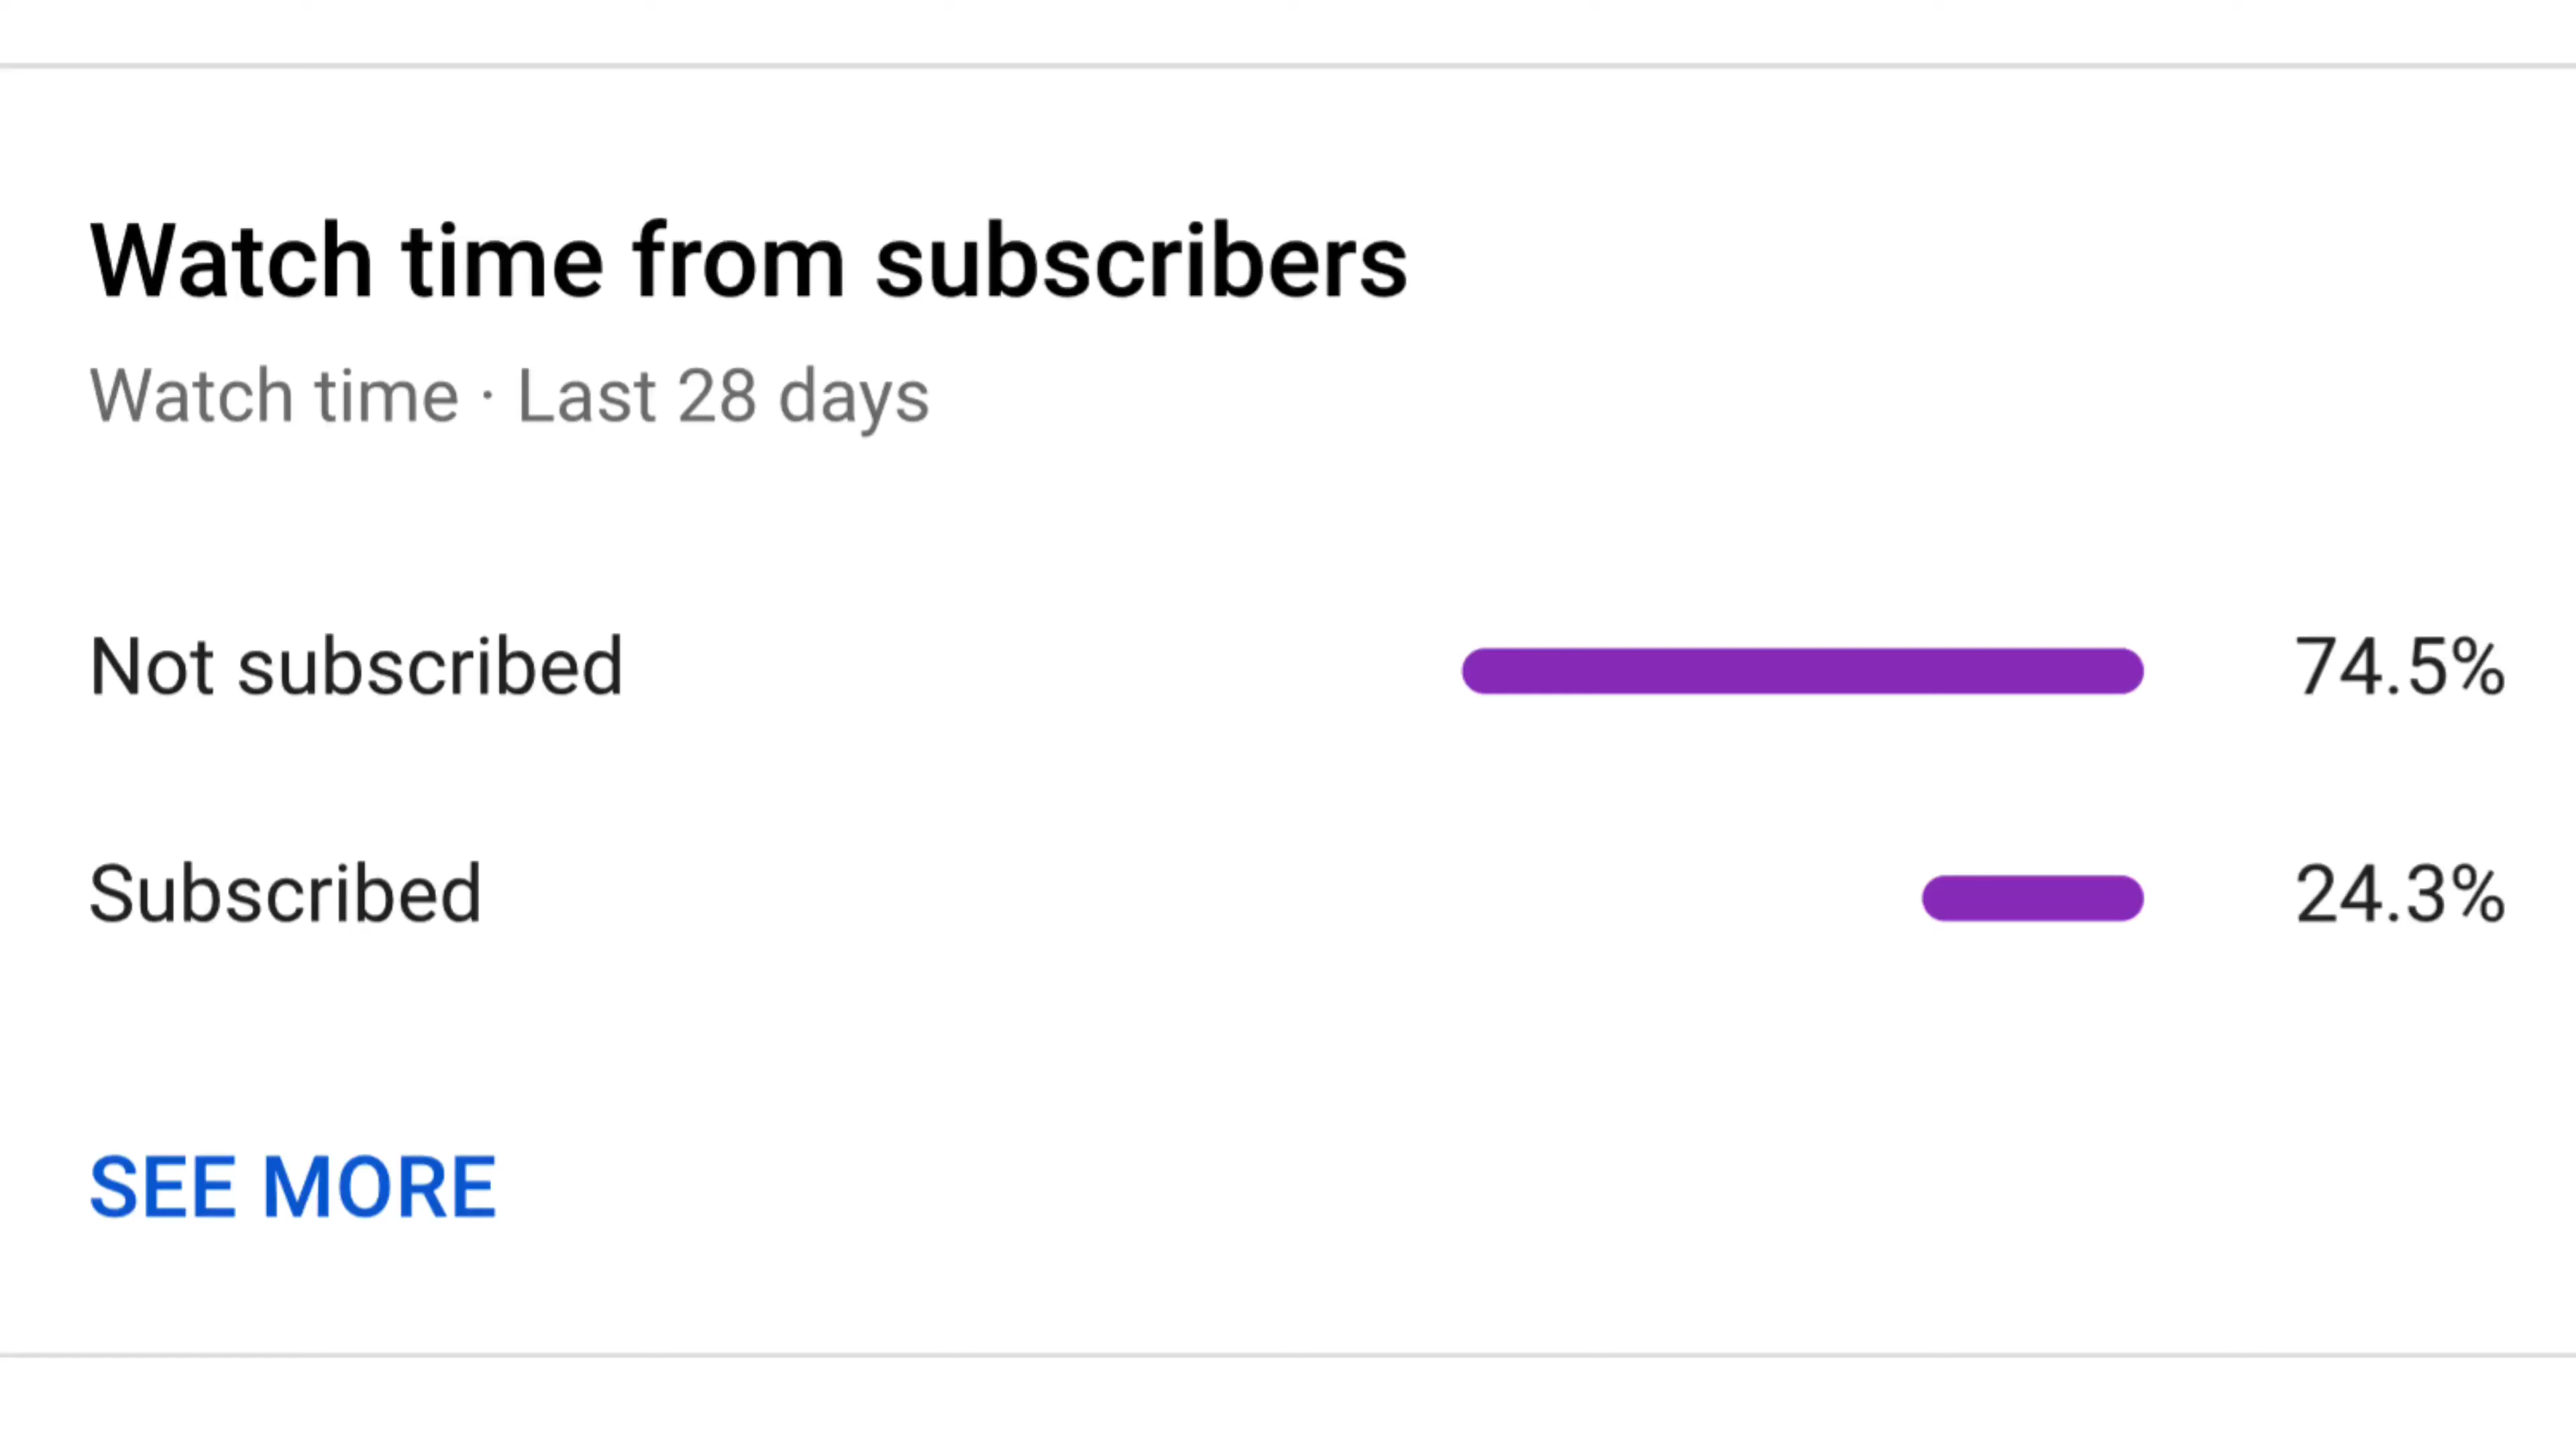 Watch time from subscribers
Watch time · Last 28 days
Not subscribed 74.5%
Subscribed 24.3%
SEE MORE